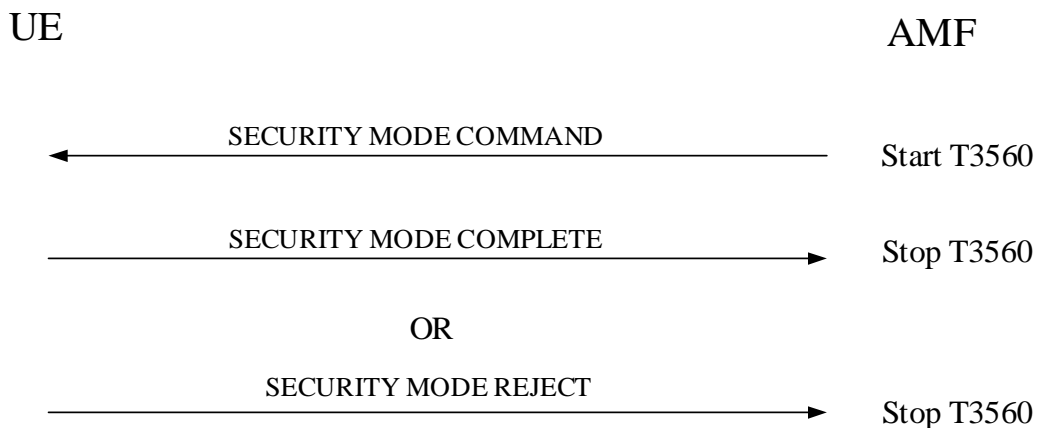 UE
AMF
SECURITY MODE COMMAND
Start T3560
SECURITY MODE COMPLETE
Stop T3560
OR
SECURITY MODE REJECT
Stop T3560